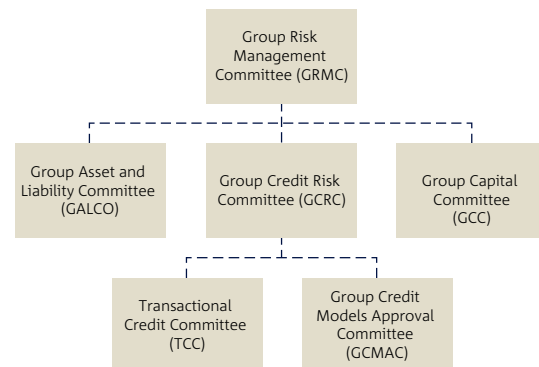 Group Risk
Management
Committee (GRMC)
Group Asset and
Liability Committee
(GALCO)
Group Credit Risk
Committee (GCRC)
Group Capital
Committee
(GCC)
Transactional
Credit Committee
(TCC)
Group Credit
Models Approval
Committee
(GCMAC)